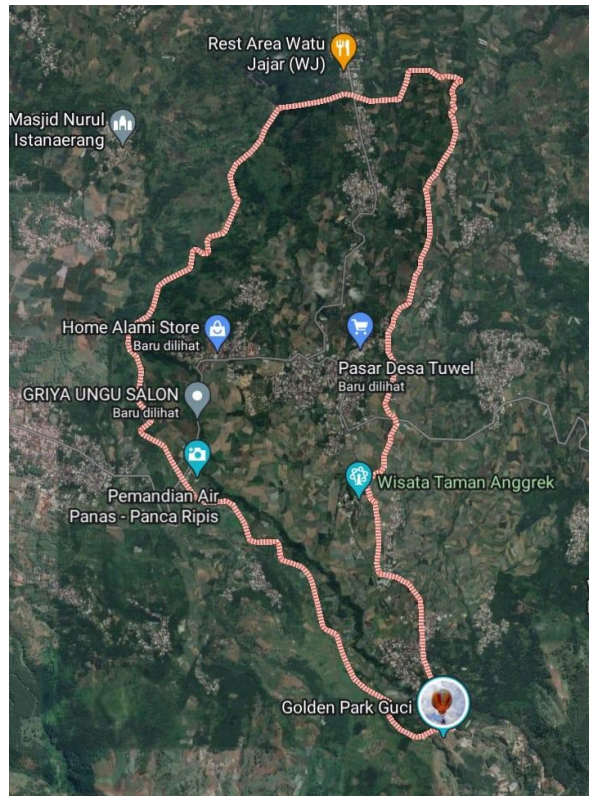 Rest Area Watu
Jajar (WJ)
Masjid Nurul
Istanaerang
Home Alami Store
Baru dilihat
Pasar Desa Tuwel
Baru dilihat
GRIYA UNGU SALON
Baru dilihat
Wisata Taman Anggrek
Pemandian Air
Panas - Panca Ripis
Golden Park Guci